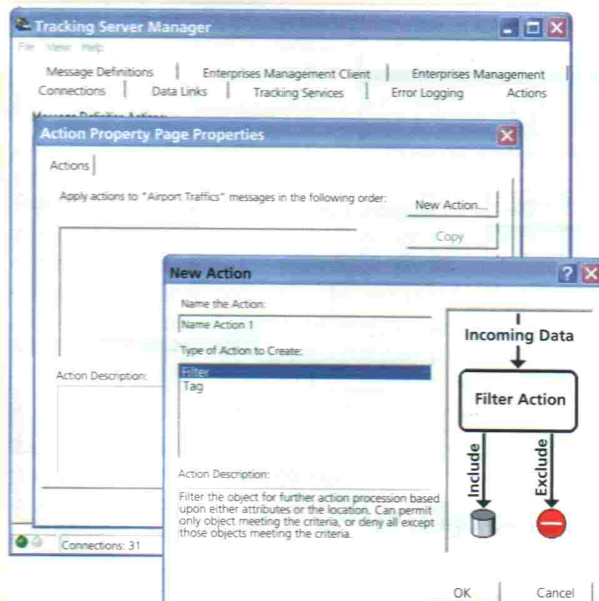 Tracking Server Manager
File View Help
Message Definitions | Enterprises Management Client | Enterprises Management
Connections | Data Links | Tracking Services | Error Logging Actions
Message Definition Actions
Action Property Page Properties
Actions
Apply actions to "Airport Traffics" messages in the following order:
New Action...
Copy
Action Description:
Connections: 31
New Action
Name the Action:
Name Action 1
Type of Action to Create:
Filter
Tag
Action Description:
Filter the object for further action procession based
upon either attributes or the location. Can permit
only object meeting the criteria, or deny all except
those objects meeting the criteria.
Incoming Data
Filter Action
Include
Exclude
OK
Cancel